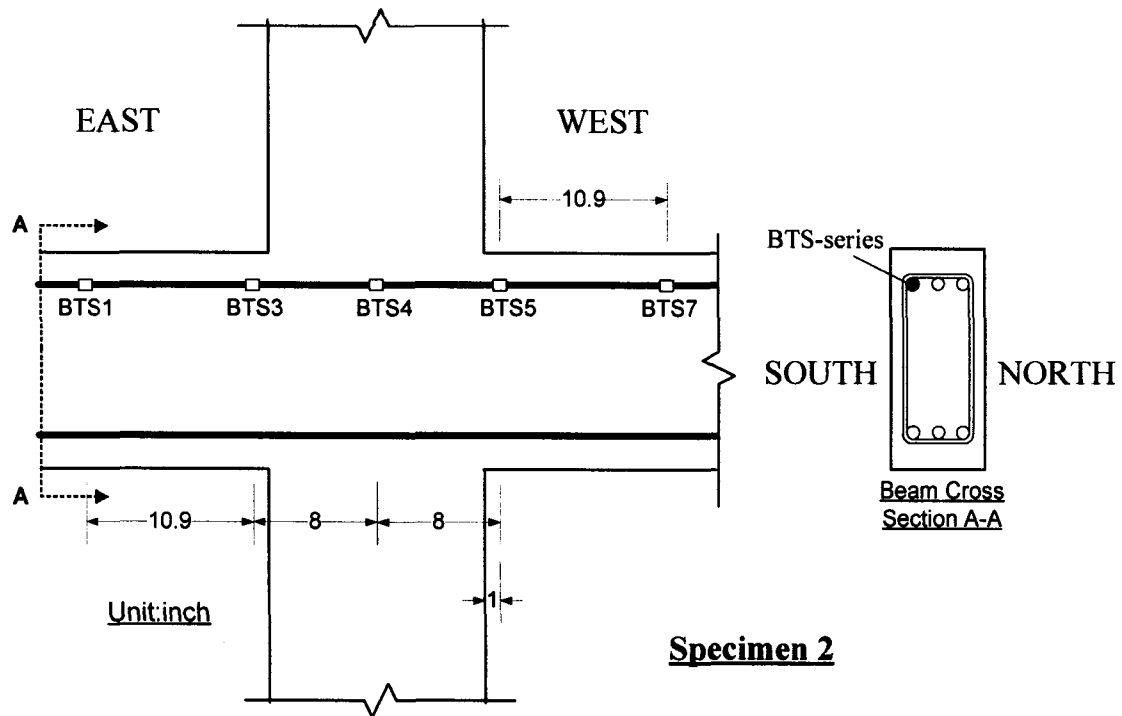 EAST
WEST
10.9
A
BTS-series
BTS1
BTS3
BTS4
BTS5
BTS7
SOUTH
NORTH
A
10.9
8
8
Beam Cross
Section A-A
1
Unit:inch
Specimen 2